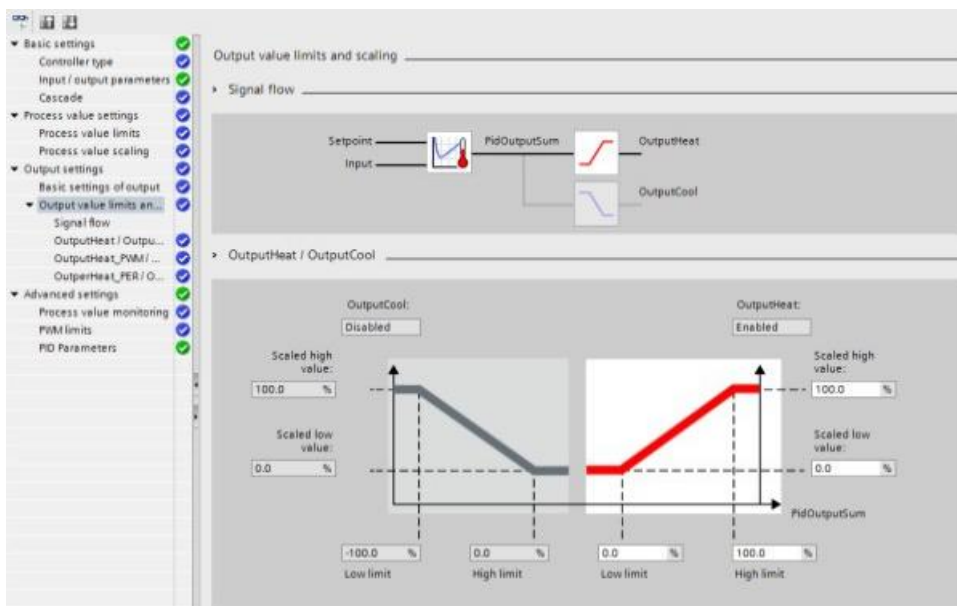 Basic settings
Controller type
Input / output parameters
Cascade
Process value settings
Process value limits
Process value scaling
Output settings
Basic settings of output
Output value limits an...
Signal flow
OutputHeat / Outpu...
OutputHeat_PWM / ...
OutperHeat_PER / O...
Advanced settings
Process value monitoring
PWM limits
PID Parameters
Output value limits and scaling
Signal flow
Setpoint
Input
PidOutputSum
OutputHeat
OutputCool
OutputHeat / OutputCool
OutputCool:
Disabled
OutputHeat:
Enabled
Scaled high
value:
100.0 %
Scaled low
value:
0.0 %
Scaled high
value:
100.0 %
Scaled low
value:
0.0 %
PidOutputSum
-100.0 %
0.0 %
0.0 %
100.0 %
Low limit
High limit
Low limit
High limit